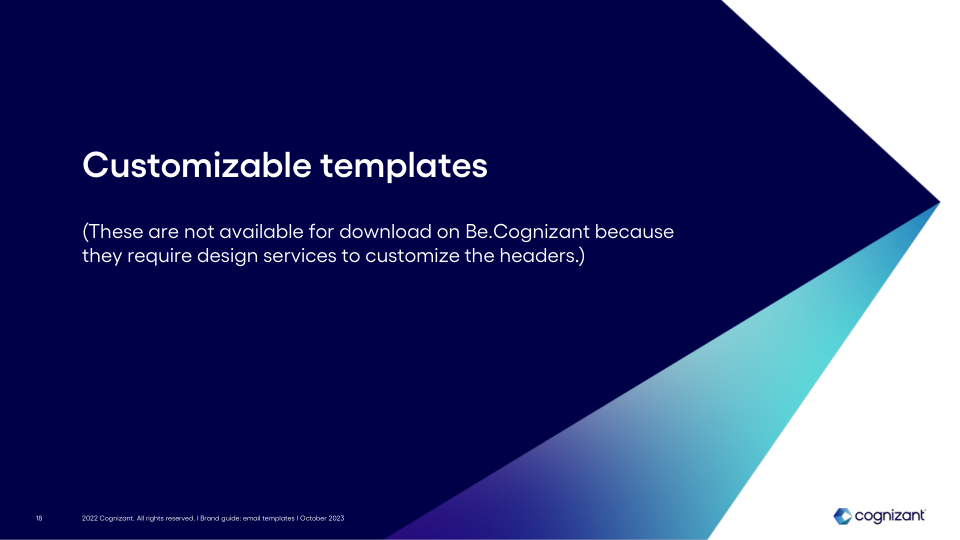 Customizable templates
(These are not available for download on Be.Cognizant because
they require design services to customize the headers.)
18
2022 Cognizant. All rights reserved. I Brand guide: email templates I October 2023
cognizant